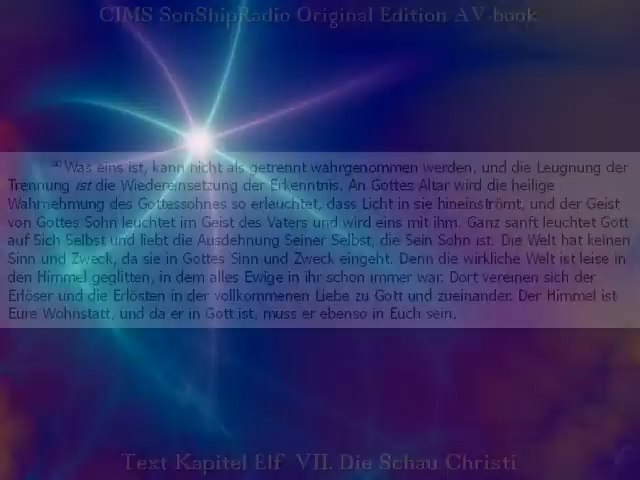 CIMS SonShipRadio Original Edition AV-book
Was eins ist, kann nicht als getrennt wahrgenommen werden, und die Leugnung der
Trennung ist die Wiedereinsetzung der Erkenntnis. An Gottes Altar wird die heilige
Wahrnehmung des Gottessohnes so erleuchtet, dass Licht in sie hineinströmt, und der Geist
von Gottes Sohn leuchtet im Geist des Vaters und wird eins mit ihm. Ganz sanft leuchtet Gott
auf Sich Selbst und liebt die Ausdehnung Seiner Selbst, die Sein Sohn ist. Die Welt hat keinen
Sinn und Zweck, da sie in Gottes Sinn und Zweck eingeht. Denn die wirkliche Welt ist leise in
den Himmel geglitten, in dem alles Ewige in ihr schon immer war. Dort vereinen sich der
Erlöser und die Erlösten in der vollkommenen Liebe zu Gott und zueinander. Der Himmel ist
Eure Wohnstatt, und da er in Gott ist, muss er ebenso in Euch sein.
Text Kapitel Elf VII. Die Schau Christi